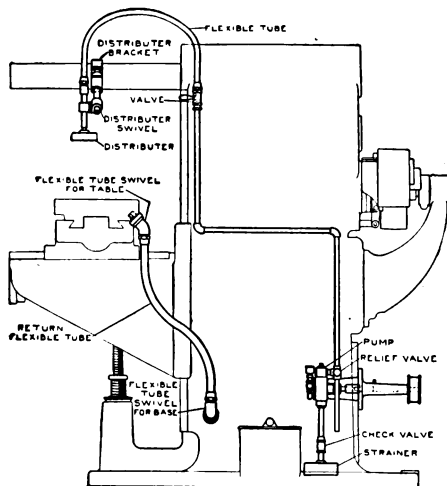 FLEXIBLE TUBE
DISTRIBUTER
BRACKET
VALVE
DISTRIBUTER
SWIVEL
DISTRIBUTER
FLEXIBLE TUBE SWIVEL
FOR TABLE
RETURN
FLEXIBLE TUBE
FLEXIBLE
TUBE
SWIVEL
FOR BASE
PUMP
RELIEF VALVE
CHECK VALVE
STRAINER